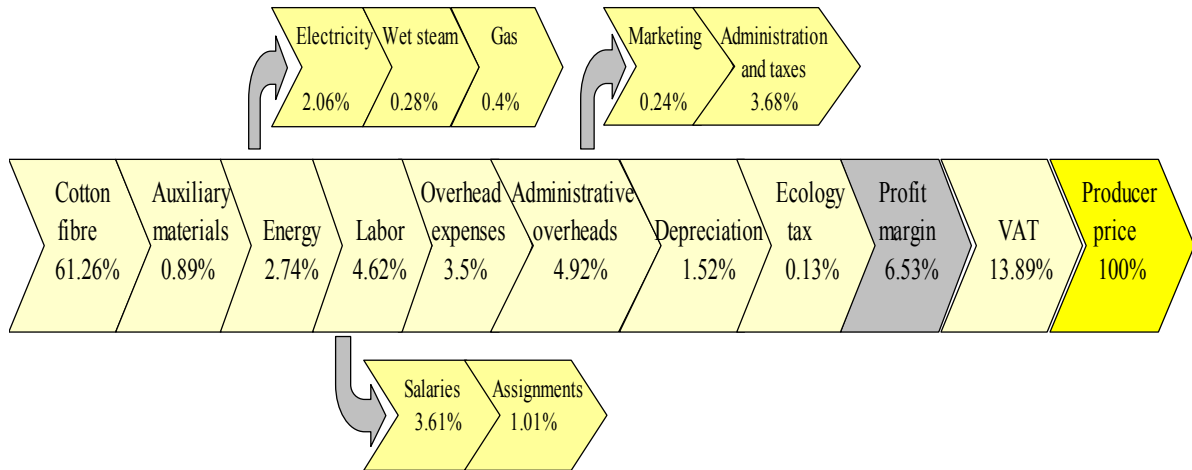 Electricity
2.06%
Wet steam
0.28%
Gas
0.4%
Marketing
0.24%
Administration
and taxes
3.68%
Cotton
fibre
61.26%
Auxiliary
materials
0.89%
Energy
2.74%
Labor
4.62%
Overhead
expenses
3.5%
Administrative
overheads
4.92%
Depreciation
1.52%
Ecology
tax
0.13%
Profit
margin
6.53%
VAT
13.89%
Producer
price
100%
Salaries
3.61%
Assignments
1.01%